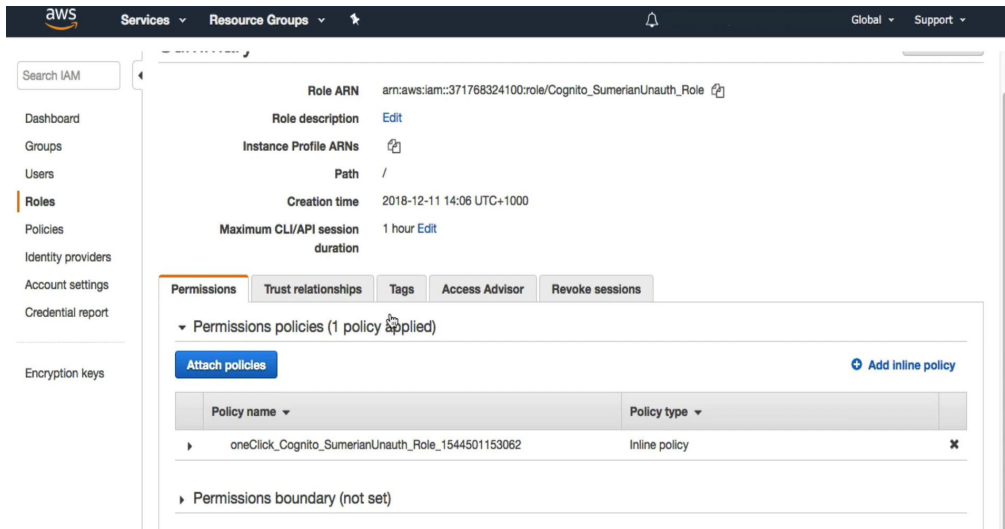 aws
Services
Resource Groups
Global
Support
Summary
Search IAM
Dashboard
Groups
Users
Roles
Policies
Identity providers
Account settings
Credential report
Encryption keys
Role ARN arn:aws:iam::371768324100:role/Cognito_SumerianUnauth_Role
Role description Edit
Instance Profile ARNs
Path /
Creation time 2018-12-11 14:06 UTC+1000
Maximum CLI/API session 1 hour Edit
duration
Permissions Trust relationships Tags Access Advisor Revoke sessions
Permissions policies (1 policy applied)
Attach policies Add inline policy
Policy name Policy type
oneClick_Cognito_SumerianUnauth_Role_1544501153062 Inline policy
Permissions boundary (not set)